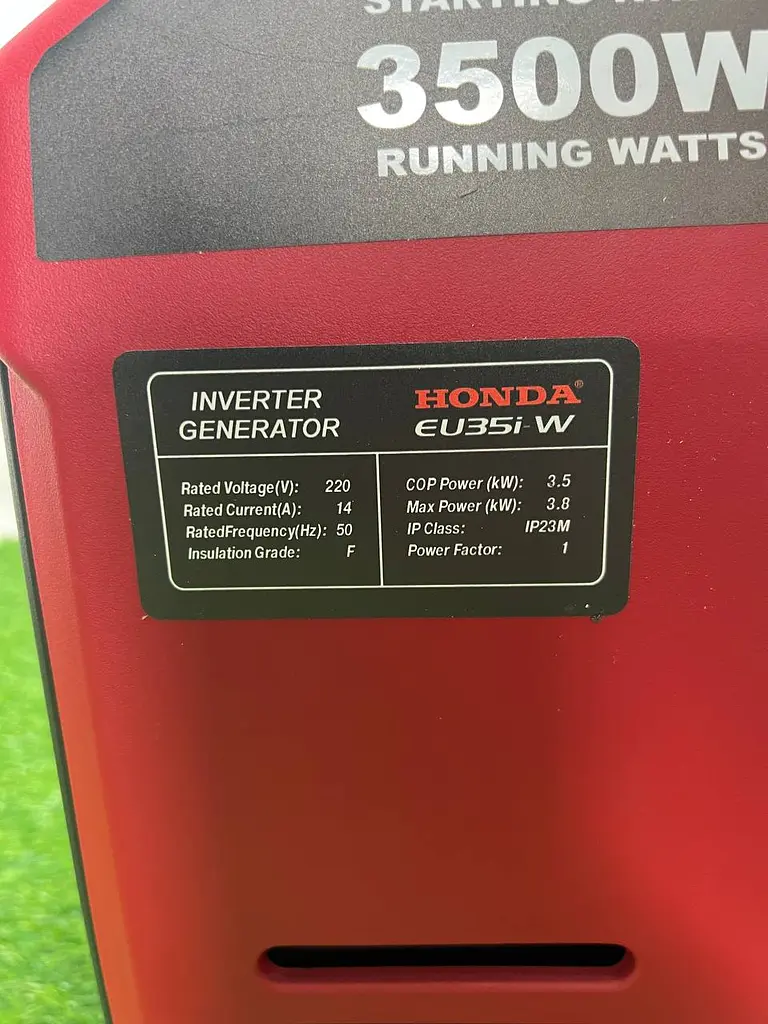 STARTING
3500W
RUNNING WATTS
INVERTER GENERATOR
HONDA®
EU35i-W
Rated Voltage(V): 220
Rated Current(A): 14
RatedFrequency(Hz): 50
Insulation Grade: F
COP Power (kW): 3.5
Max Power (kW): 3.8
IP Class: IP23M
Power Factor: 1